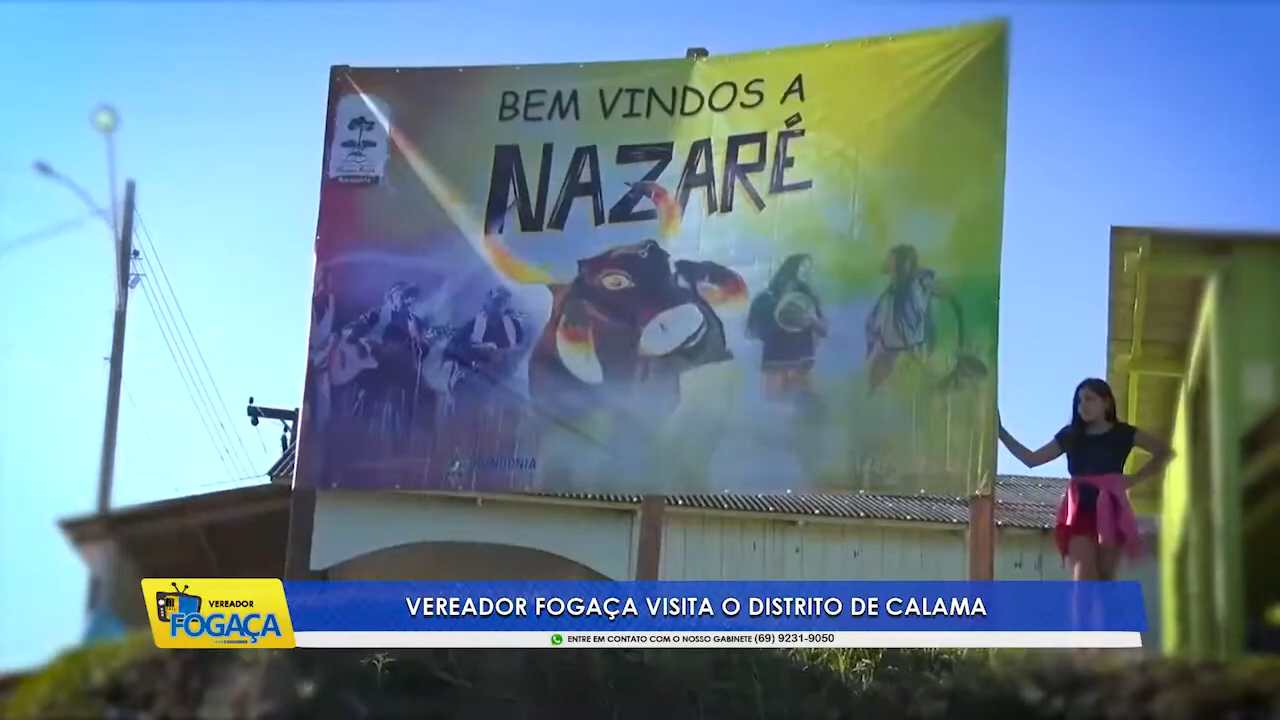 BEM VINDOS A
NAZARÉ
VEREADOR
FOGAÇA
VEREADOR FOGAÇA VISITA O DISTRITO DE CALAMA
ENTRE EM CONTATO COM O NOSSO GABINETE (69) 9231-9050